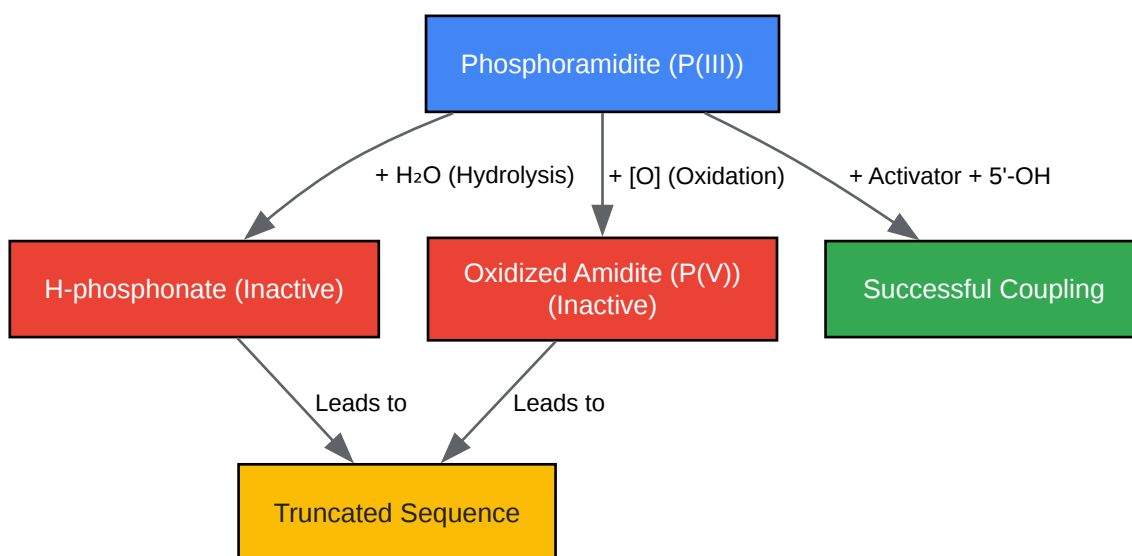 Phosphoramidite (P(III))
+ H₂O (Hydrolysis)
+ [O] (Oxidation)
+ Activator + 5'-OH
H-phosphonate (Inactive)
Oxidized Amidite (P(V))
(Inactive)
Successful Coupling
Leads to
Leads to
Truncated Sequence